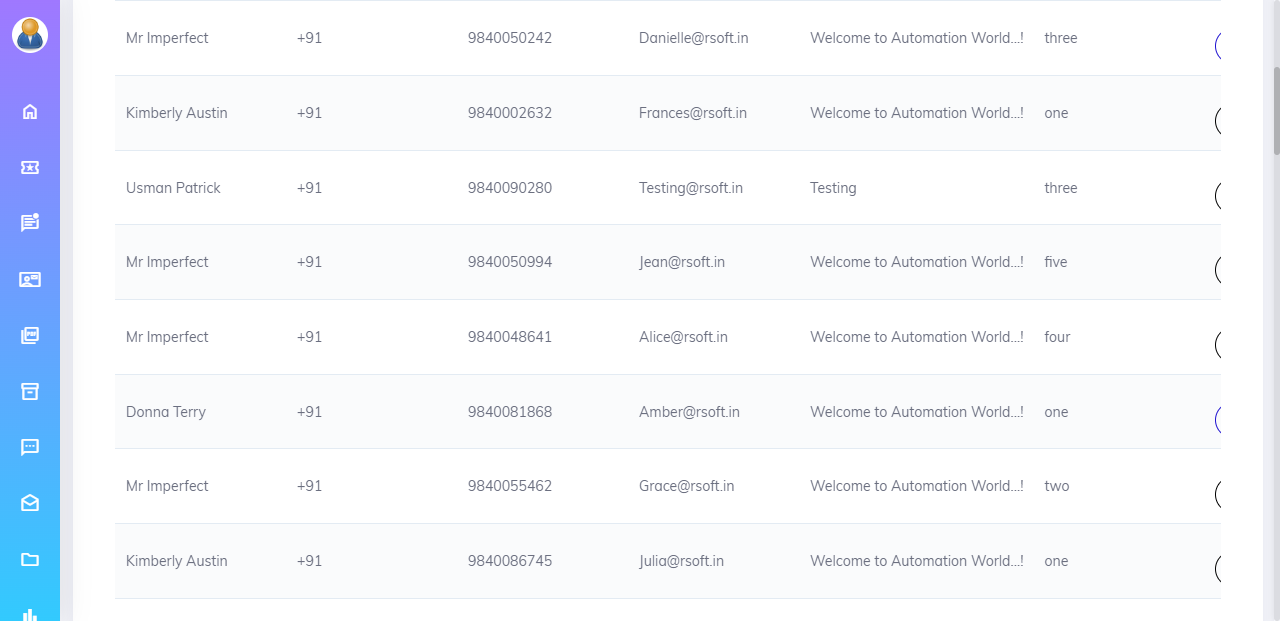 Mr Imperfect +91 9840050242 Danielle@rsoft.in Welcome to Automation World...! three
Kimberly Austin +91 9840002632 Frances@rsoft.in Welcome to Automation World...! one
Usman Patrick +91 9840090280 Testing@rsoft.in Testing three
Mr Imperfect +91 9840050994 Jean@rsoft.in Welcome to Automation World...! five
Mr Imperfect +91 9840048641 Alice@rsoft.in Welcome to Automation World...! four
Donna Terry +91 9840081868 Amber@rsoft.in Welcome to Automation World...! one
Mr Imperfect +91 9840055462 Grace@rsoft.in Welcome to Automation World...! two
Kimberly Austin +91 9840086745 Julia@rsoft.in Welcome to Automation World...! one